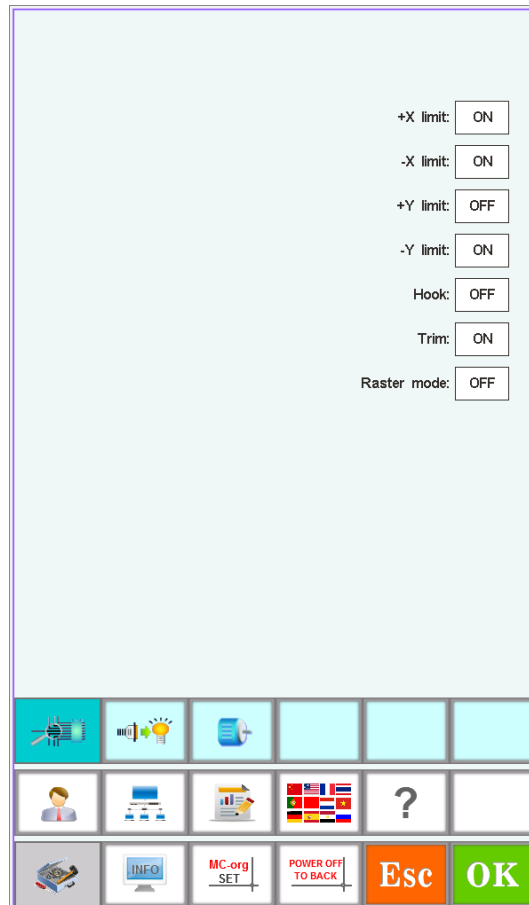 +X limit: ON
-X limit: ON
+Y limit: OFF
-Y limit: ON
Hook: OFF
Trim: ON
Raster mode: OFF
?
INFO
MC-org
SET
POWER OFF
TO BACK
Esc
OK